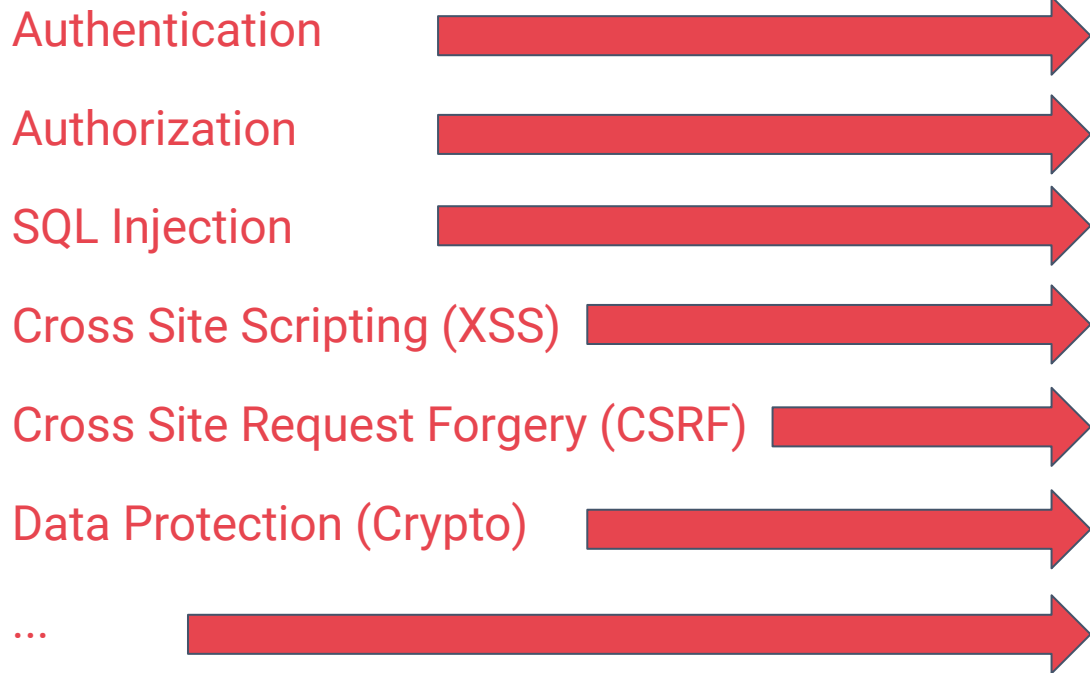 Authentication
Authorization
SQL Injection
Cross Site Scripting (XSS)
Cross Site Request Forgery (CSRF)
Data Protection (Crypto)
...